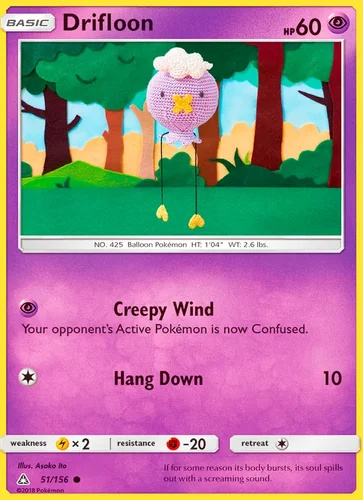 BASIC
Drifloon
HP60
NO. 425 Balloon Pokémon HT: 1'04" WT: 2.6 lbs.
Creepy Wind
Your opponent's Active Pokémon is now Confused.
Hang Down 10
weakness ×2 resistance -20 retreat
Illus. Asako Ito
51/156
©2018 Pokémon
If for some reason its body bursts, its soul spills
out with a screaming sound.